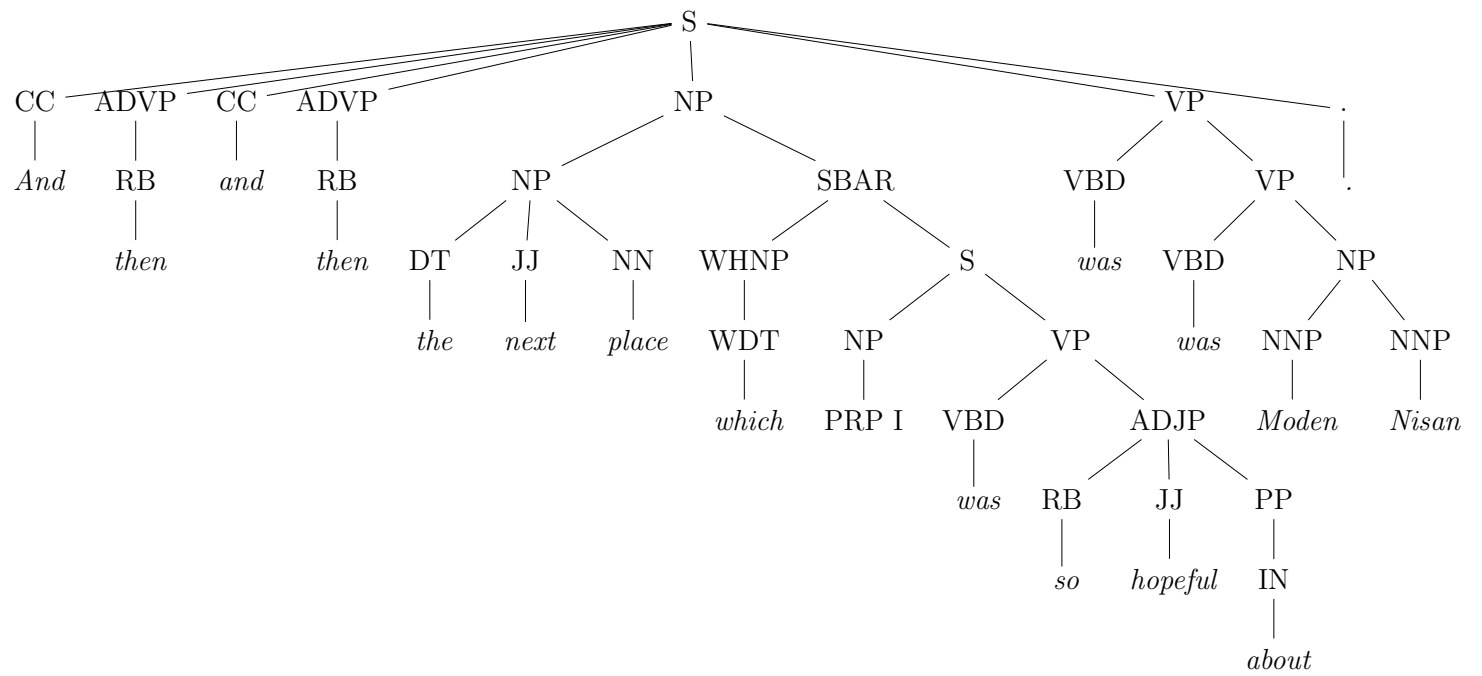 S
CC ADVP CC ADVP NP VP .
And RB and RB NP SBAR VBD VP .
then then DT JJ NN WHNP S was VBD NP
the next place WDT NP VP was NNP NNP
which PRP I VBD ADJP Moden Nisan
was RB JJ PP
so hopeful IN
about